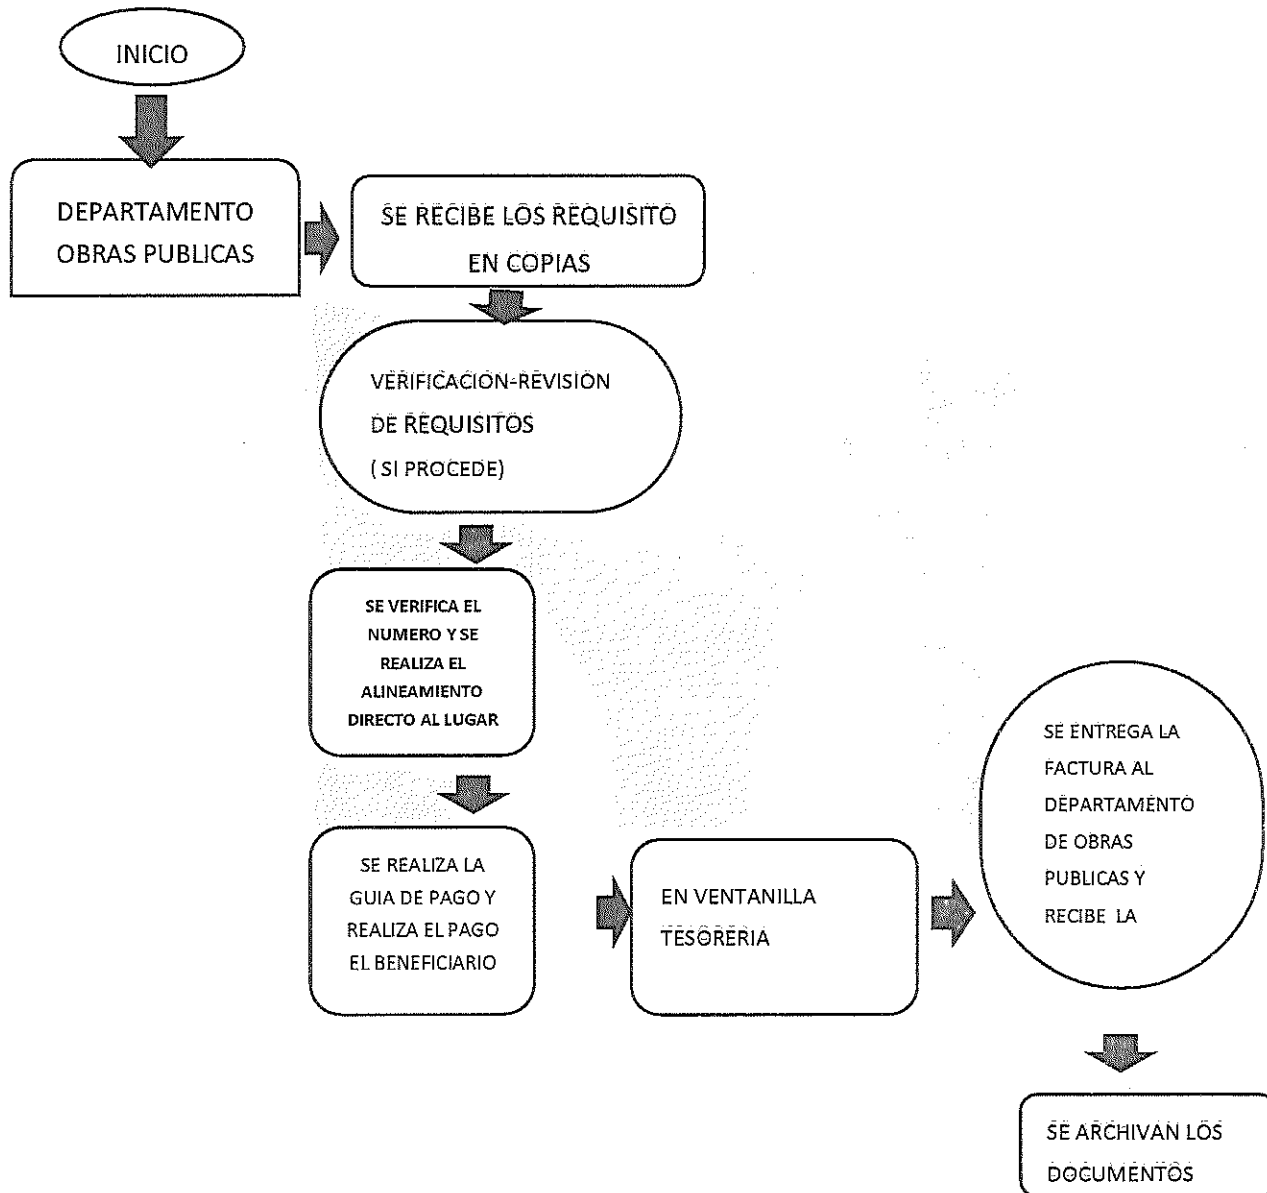 INICIO
DEPARTAMENTO
OBRAS PUBLICAS
SE RECIBE LOS REQUISITO
EN COPIAS
VERIFICACION-REVISIÓN
DE REQUISITOS
( SI PROCEDE)
SE VERIFICA EL
NUMERO Y SE
REALIZA EL
ALINEAMIENTO
DIRECTO AL LUGAR
SE REALIZA LA
GUIA DE PAGO Y
REALIZA EL PAGO
EL BENEFICIARIO
EN VENTANILLA
TESORERIA
SE ENTREGA LA
FACTURA AL
DEPARTAMENTO
DE OBRAS
PUBLICAS Y
RECIBE LA
SE ARCHIVAN LOS
DOCUMENTOS